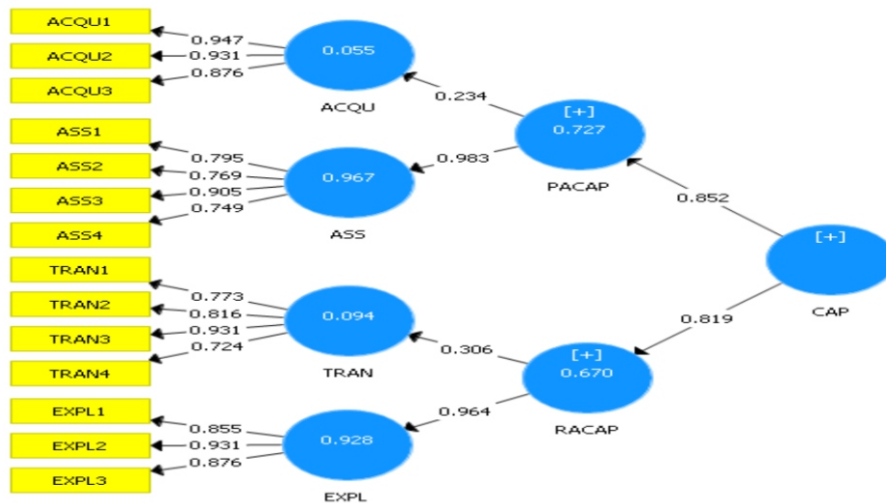 ACQU1
ACQU2
ACQU3
0.947
0.931
0.876
0.055
ACQU
ASS1
ASS2
ASS3
ASS4
0.795
0.769
0.905
0.749
0.967
ASS
0.234
0.983
[+]
0.727
PACAP
0.852
[+]
CAP
0.819
TRAN1
TRAN2
TRAN3
TRAN4
0.773
0.816
0.931
0.724
0.094
TRAN
0.306
0.964
[+]
0.670
RACAP
EXPL1
EXPL2
EXPL3
0.855
0.931
0.876
0.928
EXPL